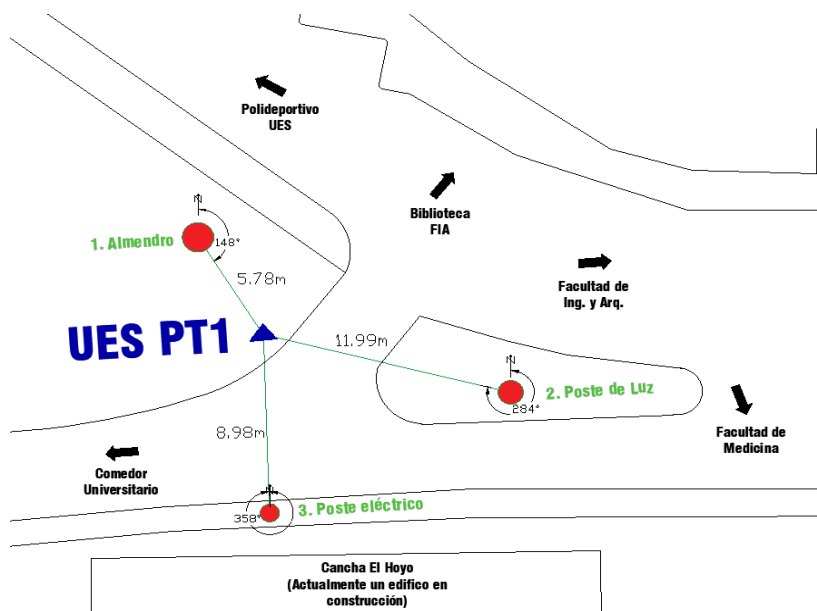 Polideportivo
UES
N
1. Almendro
148°
Biblioteca
FIA
5.78m
Facultad de
Ing. y Arq.
UES PT1
11.99m
N
2. Poste de Luz
284°
8.98m
Facultad de
Medicina
Comedor
Universitario
N
3. Poste eléctrico
358°
Cancha El Hoyo
(Actualmente un edifico en
construcción)